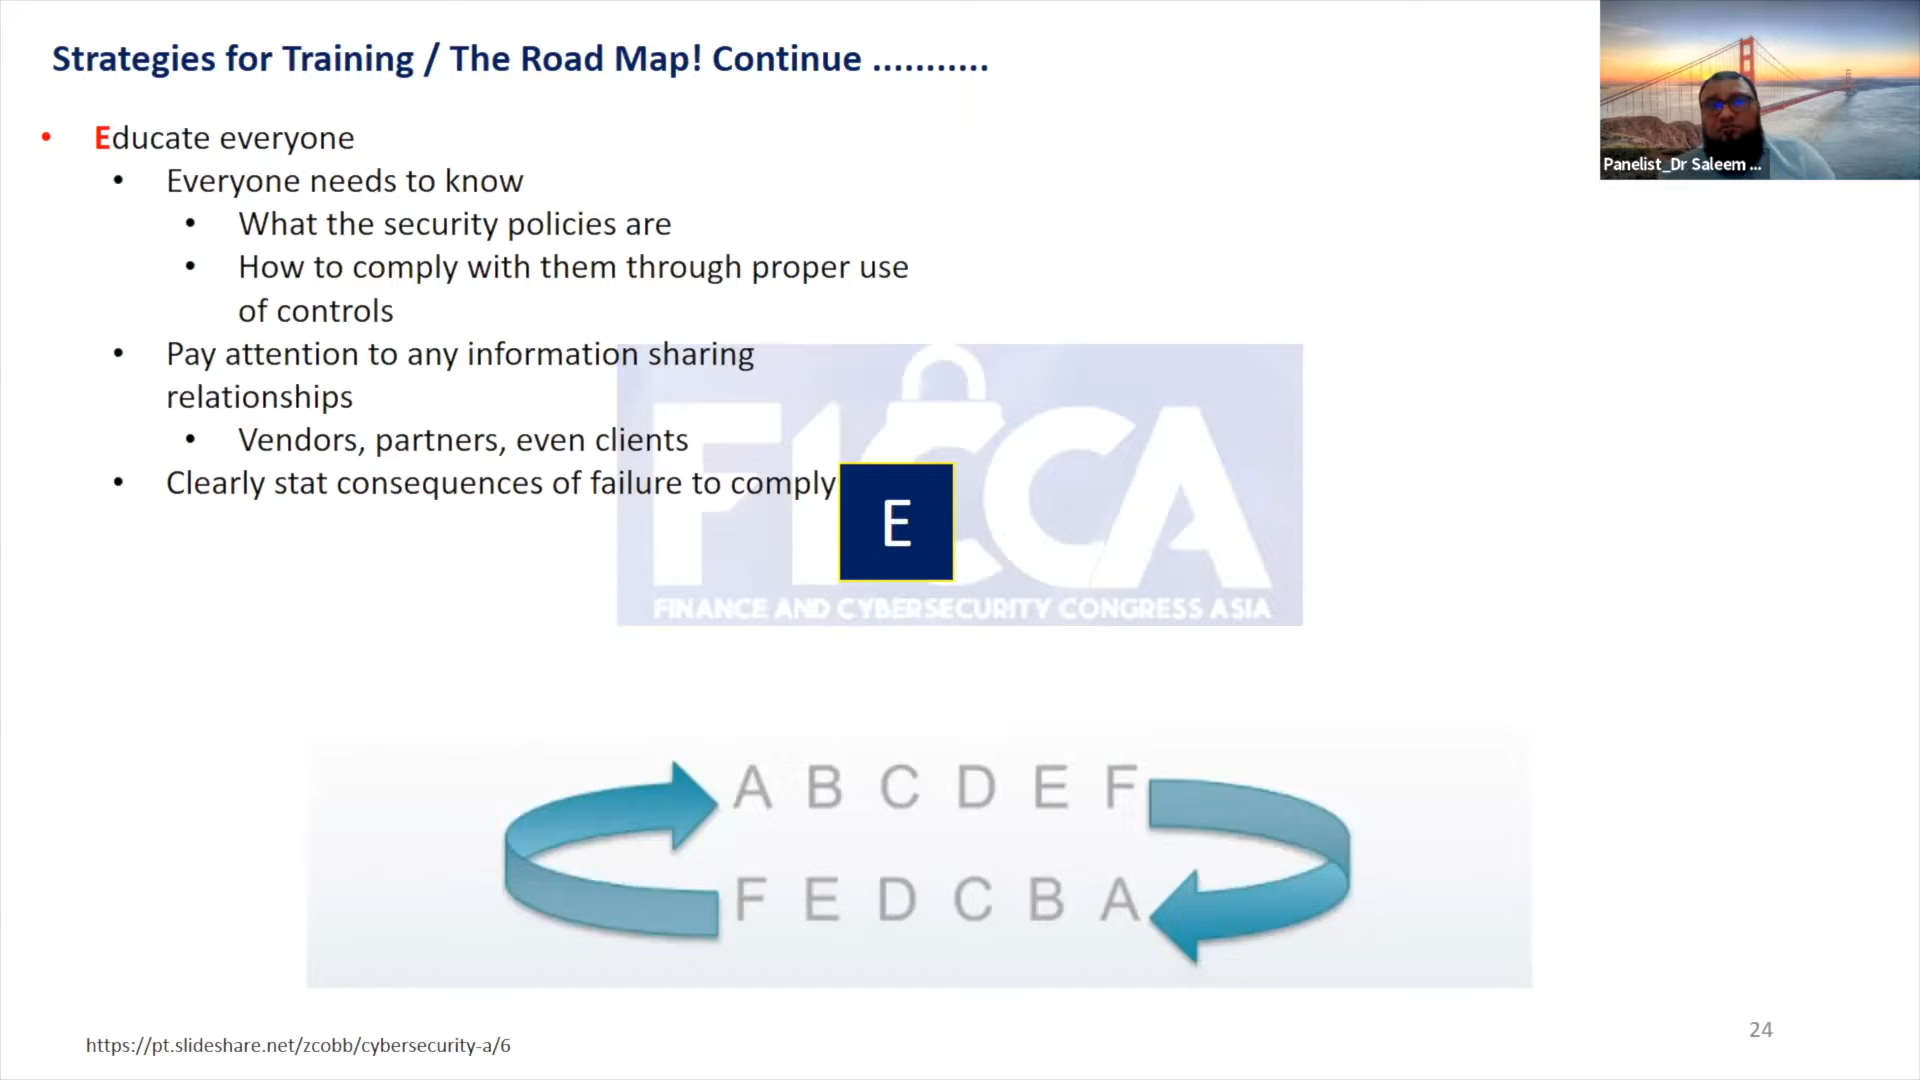 Strategies for Training / The Road Map! Continue ...........
Panelist_Dr Saleem ...
• Educate everyone
• Everyone needs to know
• What the security policies are
• How to comply with them through proper use
of controls
• Pay attention to any information sharing
relationships
• Vendors, partners, even clients
• Clearly stat consequences of failure to comply
E
FICCA
FINANCE AND CYBERSECURITY CONGRESS ASIA
A B C D E F
F E D C B A
https://pt.slideshare.net/zcobb/cybersecurity-a/6
24